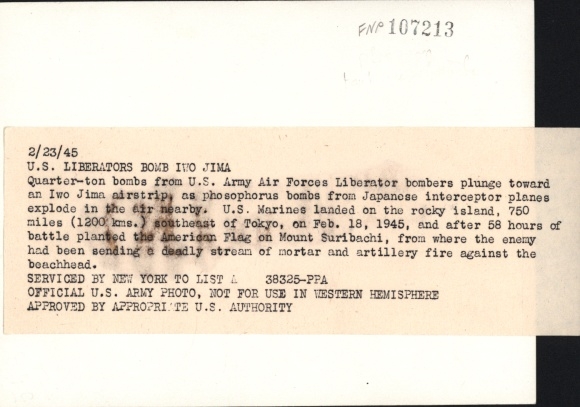 FNP 107213
2/23/45
U.S. LIBERATORS BOMB IWO JIMA
Quarter-ton bombs from U.S. Army Air Forces Liberator bombers plunge toward
an Iwo Jima airstrip, as phosophorus bombs from Japanese interceptor planes
explode in the air nearby. U.S. Marines landed on the rocky island, 750
miles (1200 kms.) southeast of Tokyo, on Feb. 18, 1945, and after 58 hours of
battle planted the American Flag on Mount Suribachi, from where the enemy
had been sending a deadly stream of mortar and artillery fire against the
beachhead.
SERVICED BY NEW YORK TO LIST A 38325-PPA
OFFICIAL U.S. ARMY PHOTO, NOT FOR USE IN WESTERN HEMISPHERE
APPROVED BY APPROPRIATE U.S. AUTHORITY